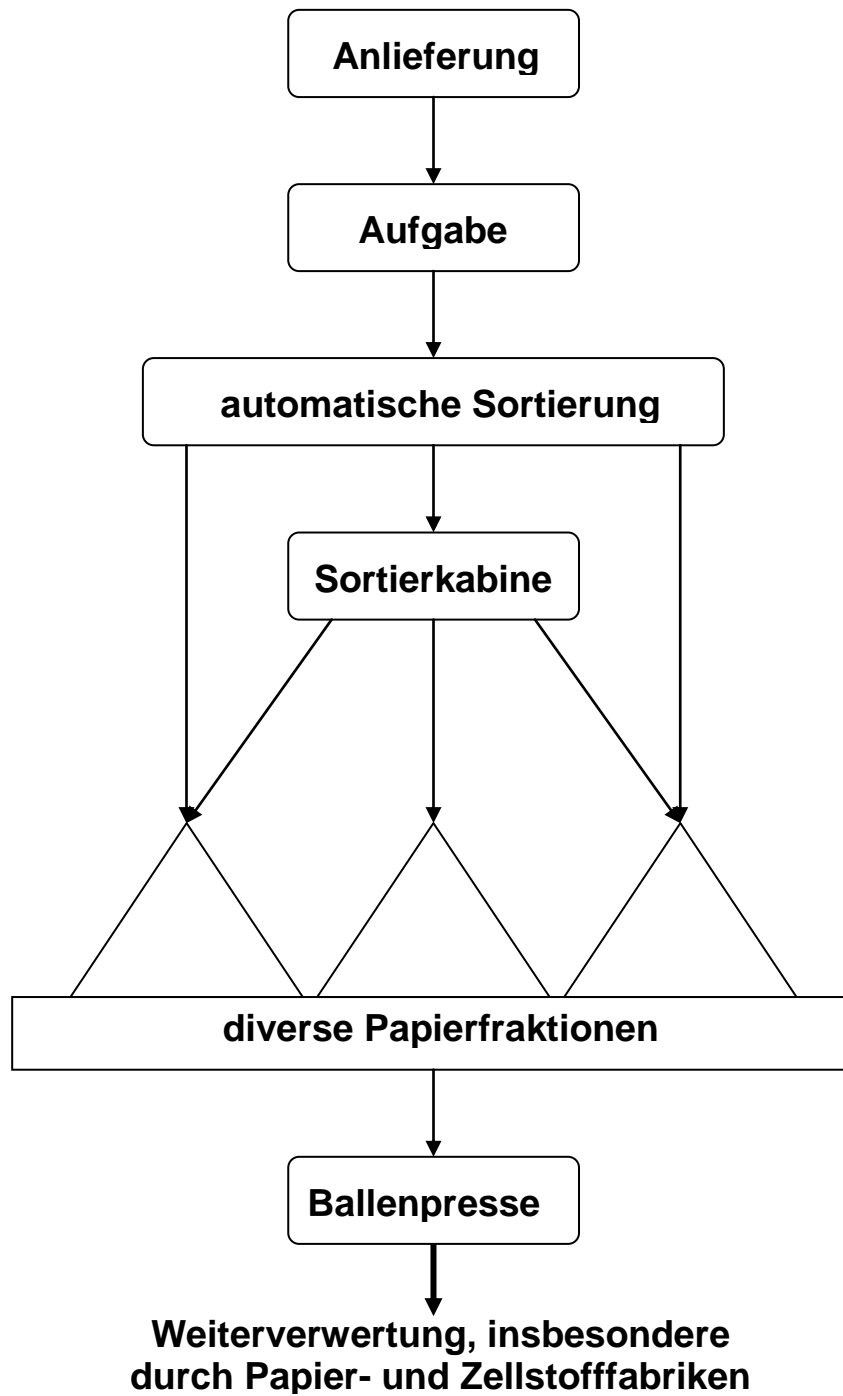 Anlieferung
Aufgabe
automatische Sortierung
Sortierkabine
diverse Papierfraktionen
Ballenpresse
Weiterverwertung, insbesondere
durch Papier- und Zellstofffabriken